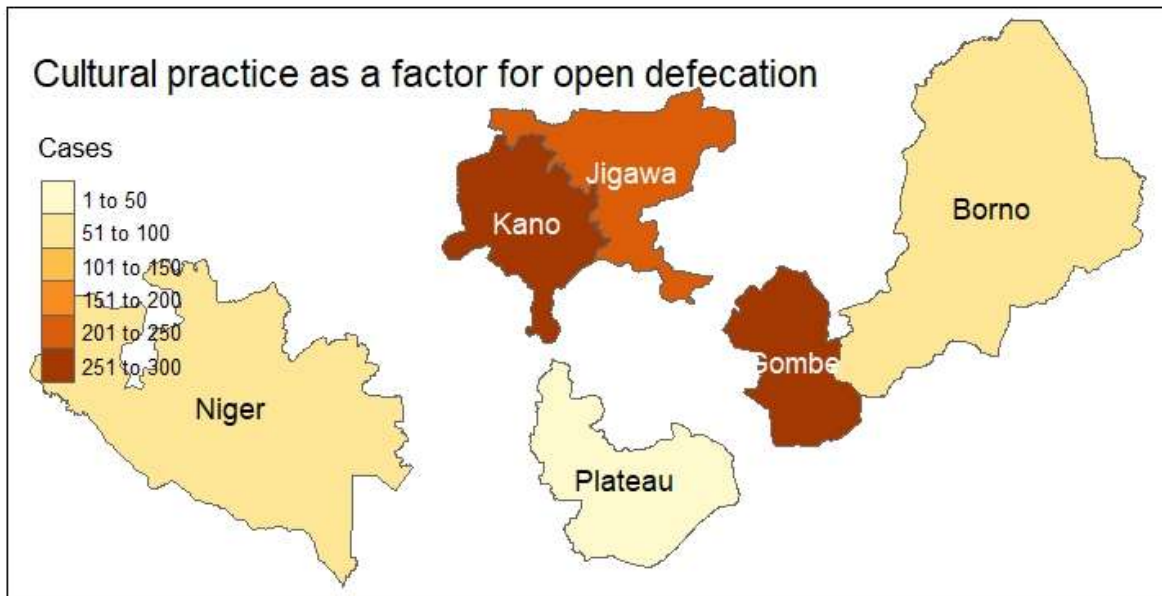 Cultural practice as a factor for open defecation
Cases
1 to 50
51 to 100
101 to 150
151 to 200
201 to 250
251 to 300
Jigawa
Kano
Borno
Gombe
Niger
Plateau